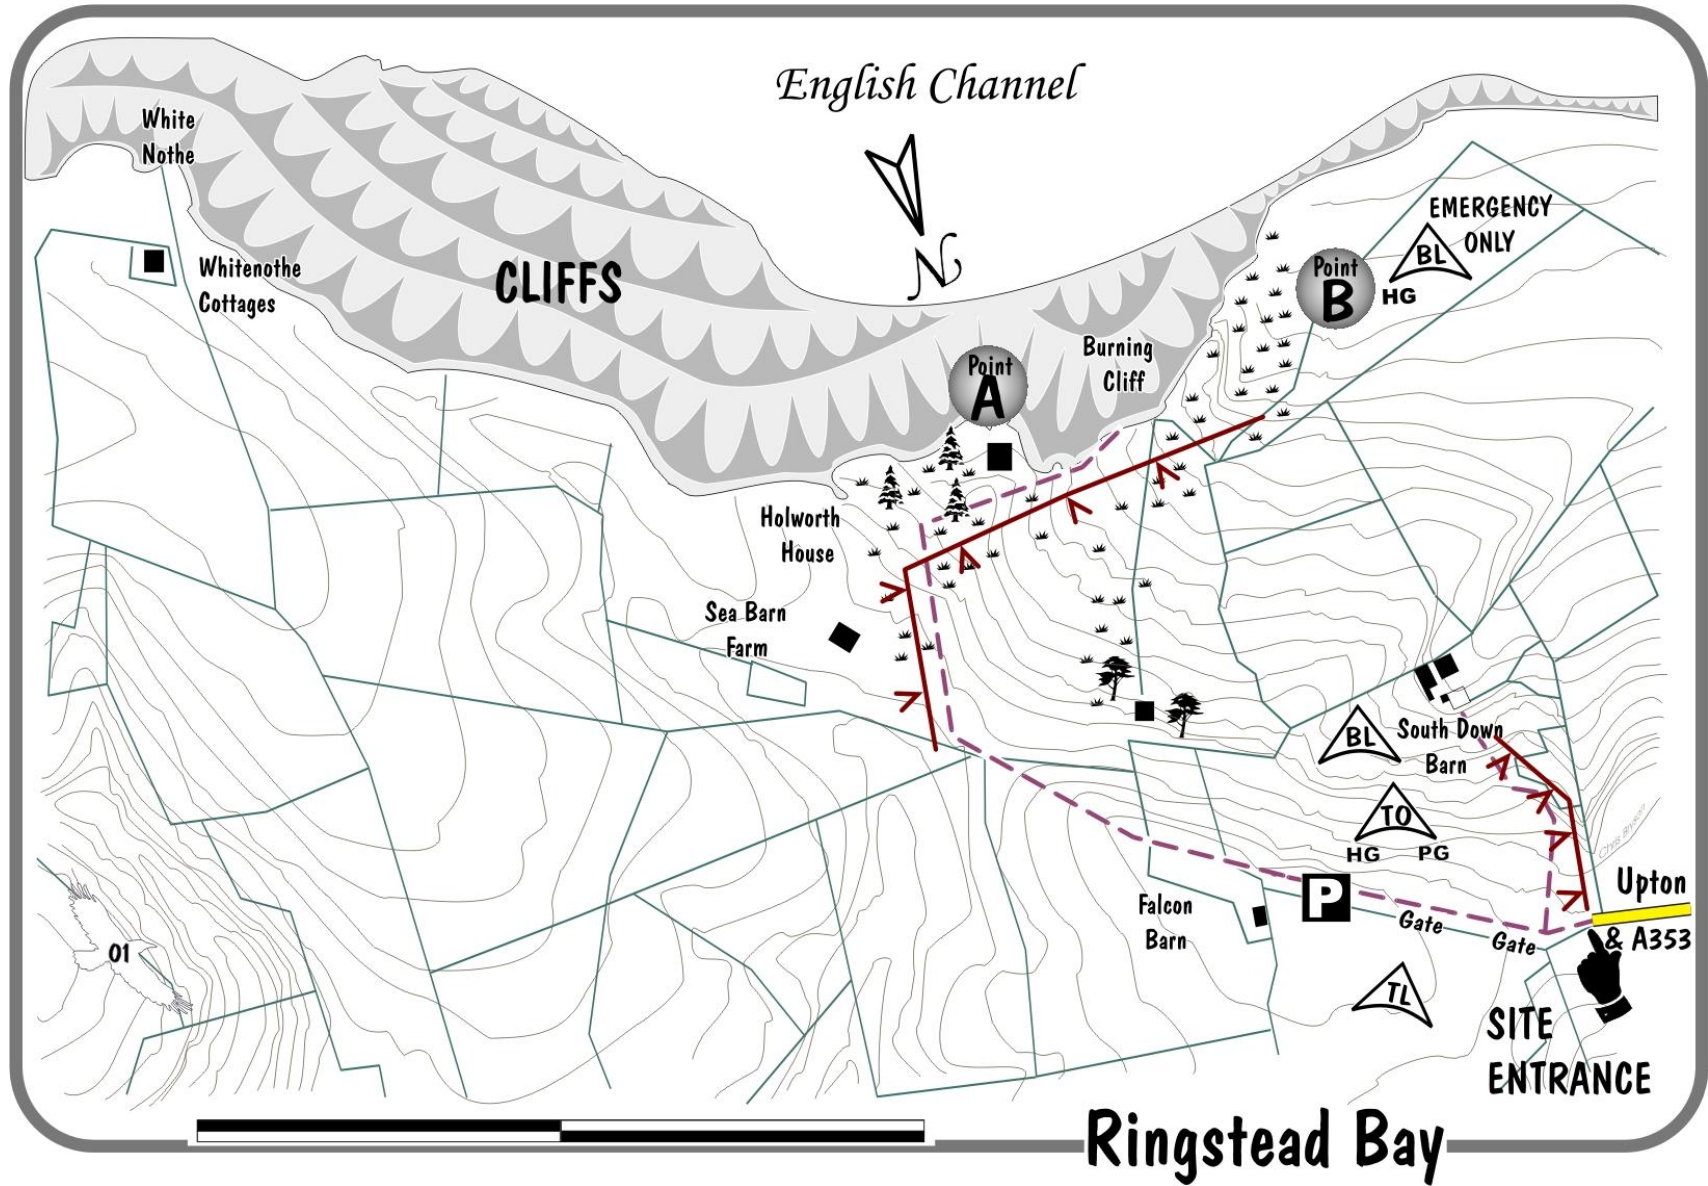 English Channel
N
White
Nothe
Whitenothe
Cottages
CLIFFS
EMERGENCY
ONLY
BL
HG
Point
B
Point
A
Burning
Cliff
Holworth
House
Sea Barn
Farm
BL
South Down
Barn
TO
HG PG
Chris Bryson
P
Gate
Gate
Falcon
Barn
Upton
& A353
TL
SITE
ENTRANCE
01
Ringstead Bay